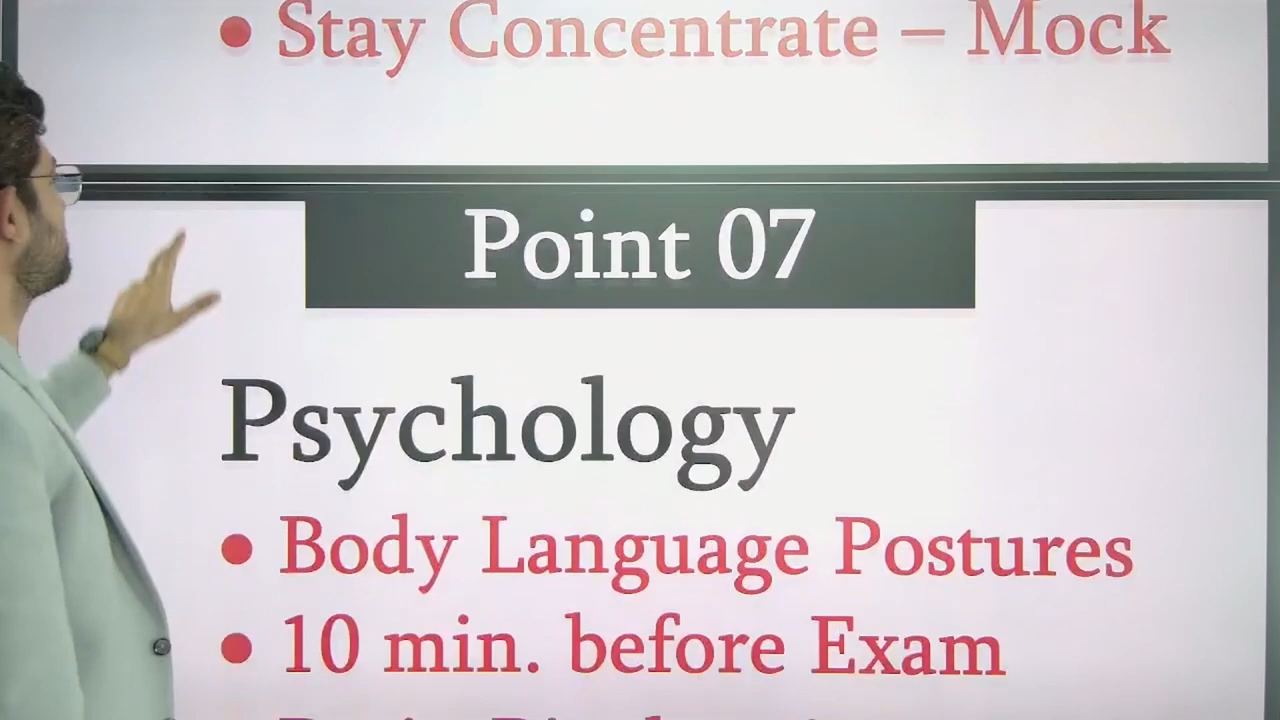 • Stay Concentrate – Mock
Point 07
Psychology
• Body Language Postures
• 10 min. before Exam